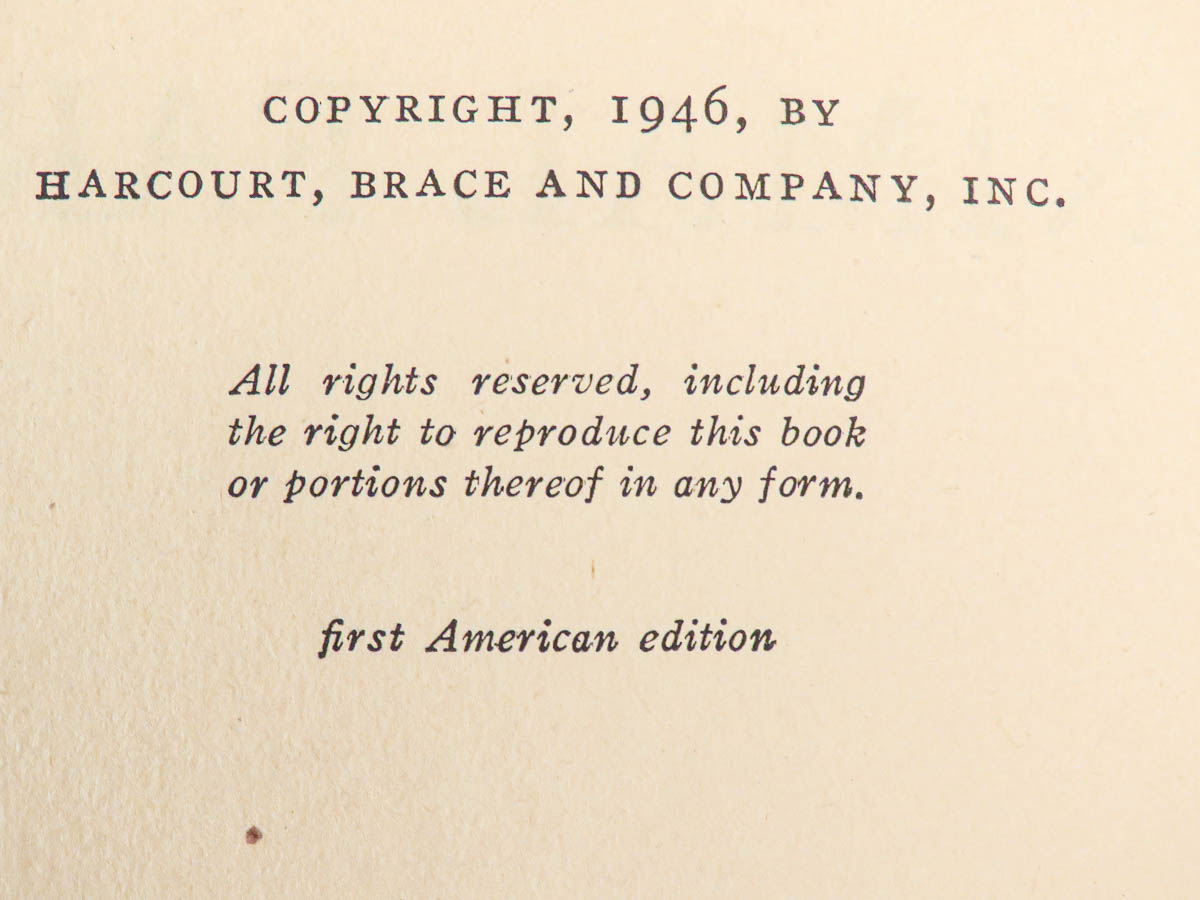 COPYRIGHT, 1946, BY
HARCOURT, BRACE AND COMPANY, INC.
All rights reserved, including
the right to reproduce this book
or portions thereof in any form.
first American edition